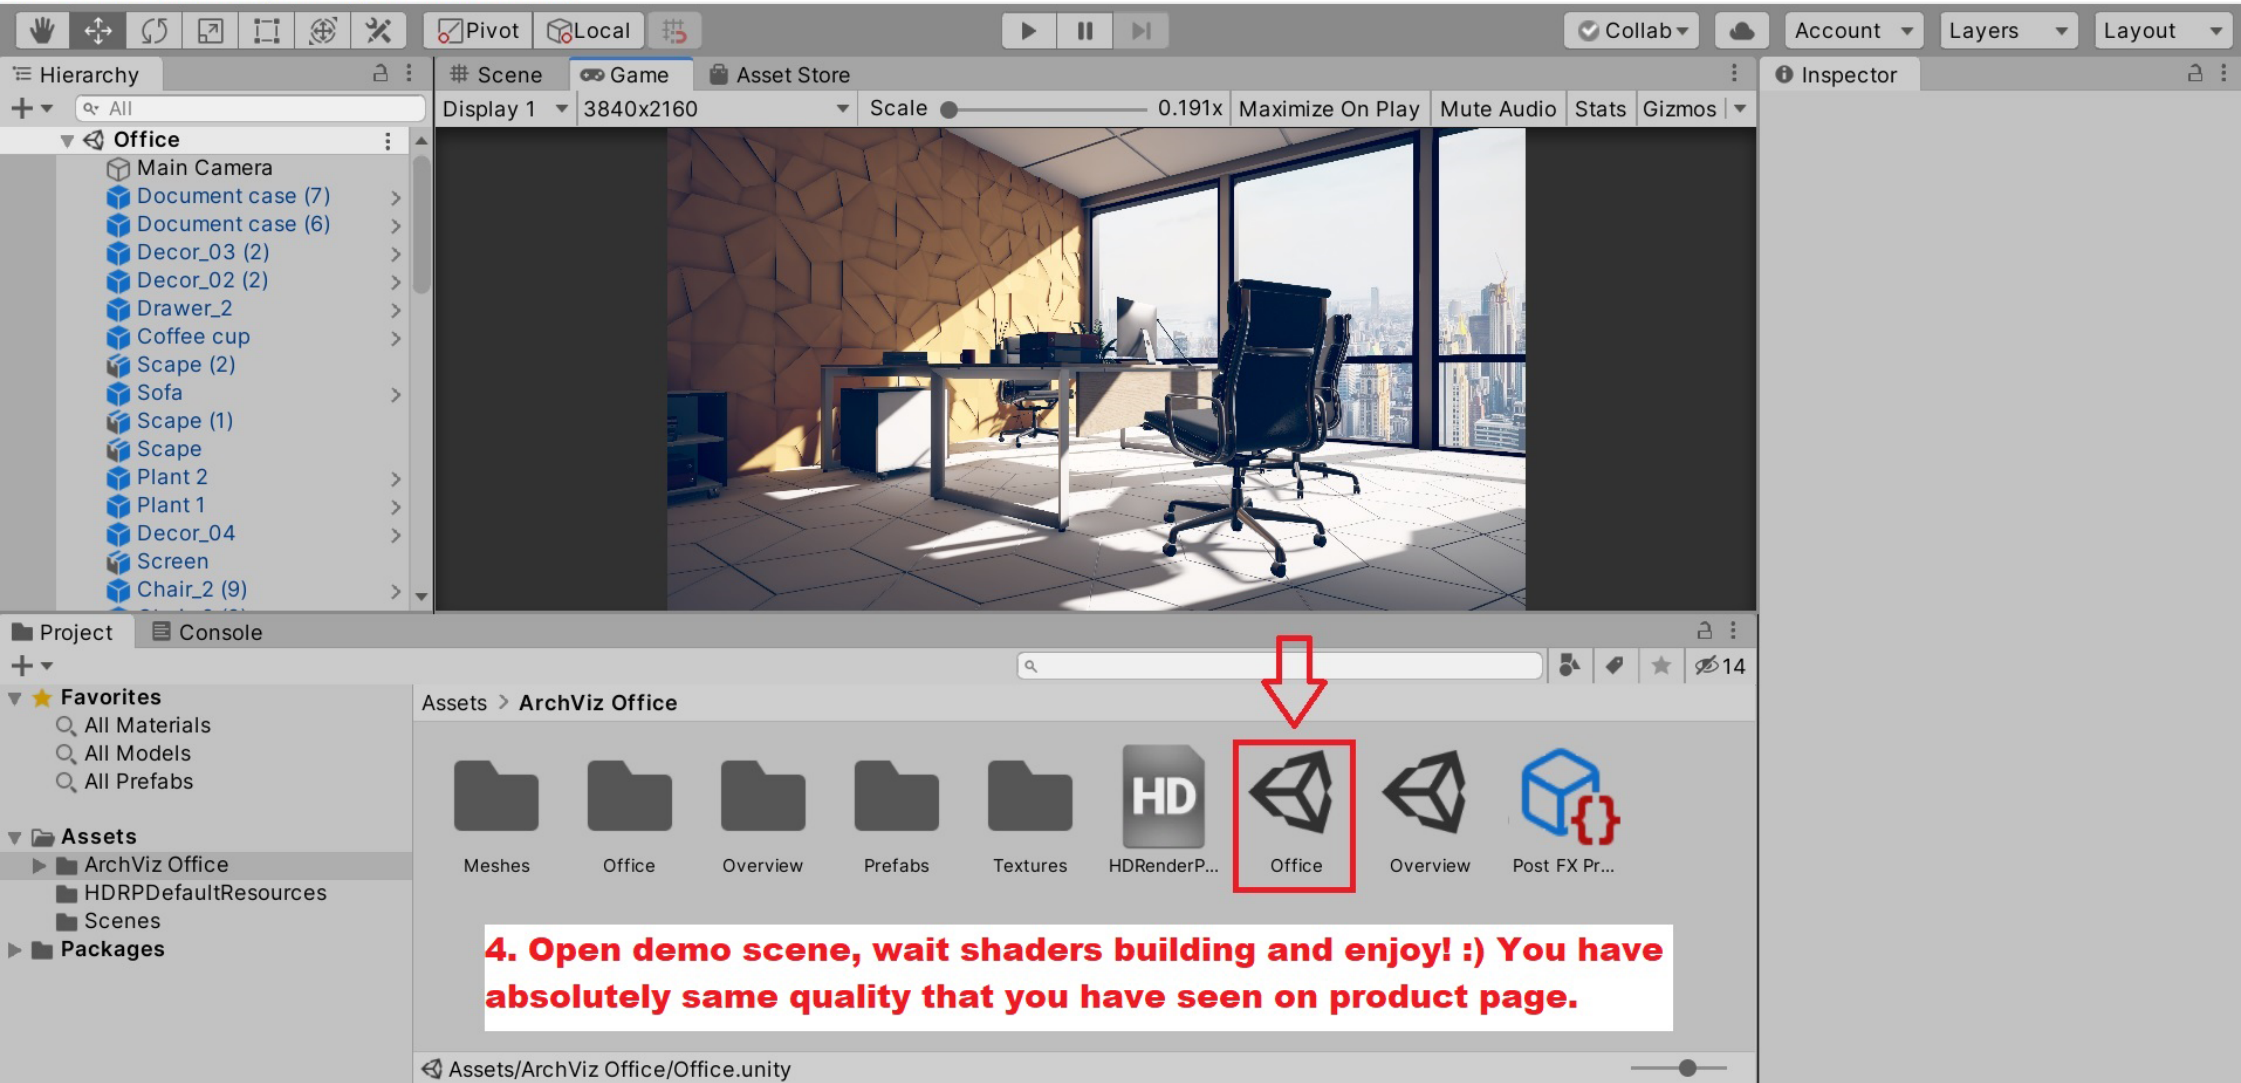 Pivot
Local
Collab
Account
Layers
Layout
Hierarchy
Scene
Game
Asset Store
Inspector
All
Display 1
3840x2160
Scale
0.191x
Maximize On Play
Mute Audio
Stats
Gizmos
Office
Main Camera
Document case (7)
Document case (6)
Decor_03 (2)
Decor_02 (2)
Drawer_2
Coffee cup
Scape (2)
Sofa
Scape (1)
Scape
Plant 2
Plant 1
Decor_04
Screen
Chair_2 (9)
Project
Console
14
Favorites
All Materials
All Models
All Prefabs
Assets
ArchViz Office
HDRPDefaultResources
Scenes
Packages
Assets > ArchViz Office
HD
Meshes
Office
Overview
Prefabs
Textures
HDRenderP...
Office
Overview
Post FX Pr...
4. Open demo scene, wait shaders building and enjoy! :) You have
absolutely same quality that you have seen on product page.
Assets/ArchViz Office/Office.unity